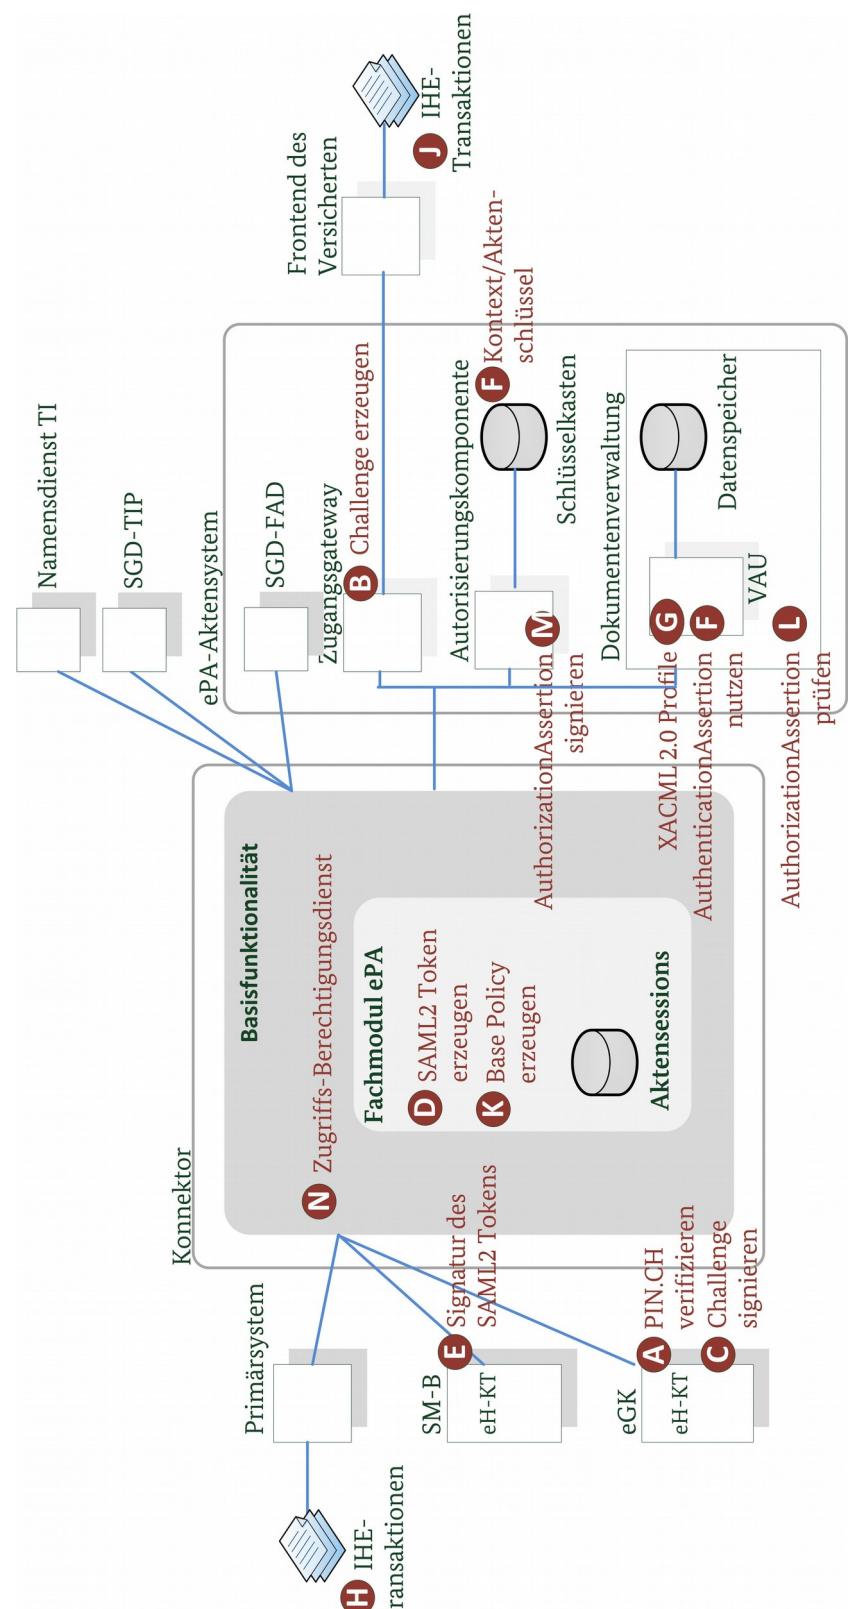 Namensdienst TI
SGD-TIP
ePA-Aktensystem
SGD-FAD
Zugangsgateway
B Challenge erzeugen
Frontend des
Versicherten
J IHE-
Transaktionen
Autorisierungskomponente
F Kontext/Akten-
schlüssel
Schlüsselkasten
M
AuthorizationAssertion
signieren
Dokumentenverwaltung
Datenspeicher
VAU
G
XACML 2.0 Profile
F
AuthenticationAssertion
nutzen
L
AuthorizationAssertion
prüfen
Konnektor
Basisfunktionalität
N Zugriffs-Berechtigungsdienst
Fachmodul ePA
D SAML2 Token
erzeugen
K Base Policy
erzeugen
Aktensessions
Primärsystem
H IHE-
ransaktionen
SM-B
eH-KT
E Signatur des
SAML2 Tokens
eGK
eH-KT
A PIN.CH
verifizieren
C Challenge
signieren